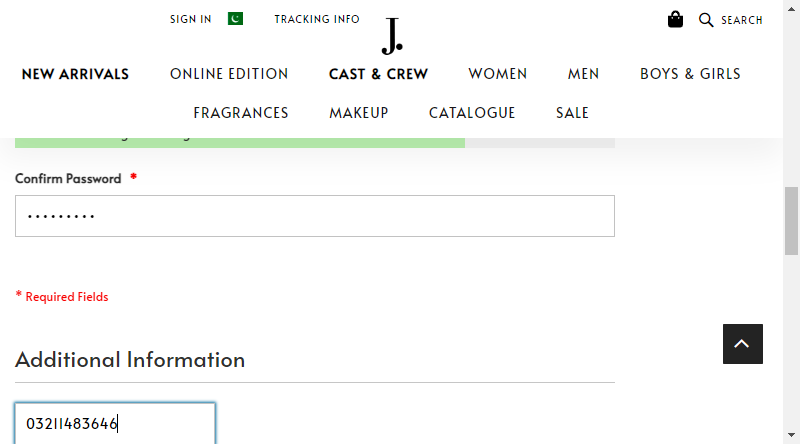 SIGN IN TRACKING INFO J. SEARCH
NEW ARRIVALS ONLINE EDITION CAST & CREW WOMEN MEN BOYS & GIRLS
FRAGRANCES MAKEUP CATALOGUE SALE
Confirm Password *
* Required Fields
Additional Information
03211483646